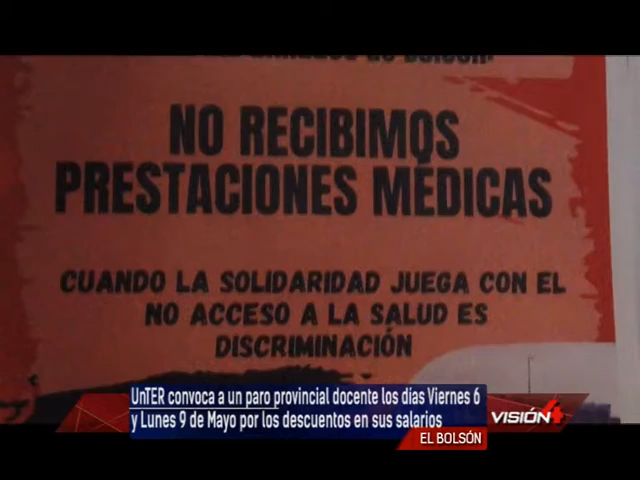 NO RECIBIMOS
PRESTACIONES MÉDICAS
CUANDO LA SOLIDARIDAD JUEGA CON EL
NO ACCESO A LA SALUD ES
DISCRIMINACIÓN
UnTER convoca a un paro provincial docente los días Viernes 6
y Lunes 9 de Mayo por los descuentos en sus salarios
VISIÓN4
EL BOLSÓN